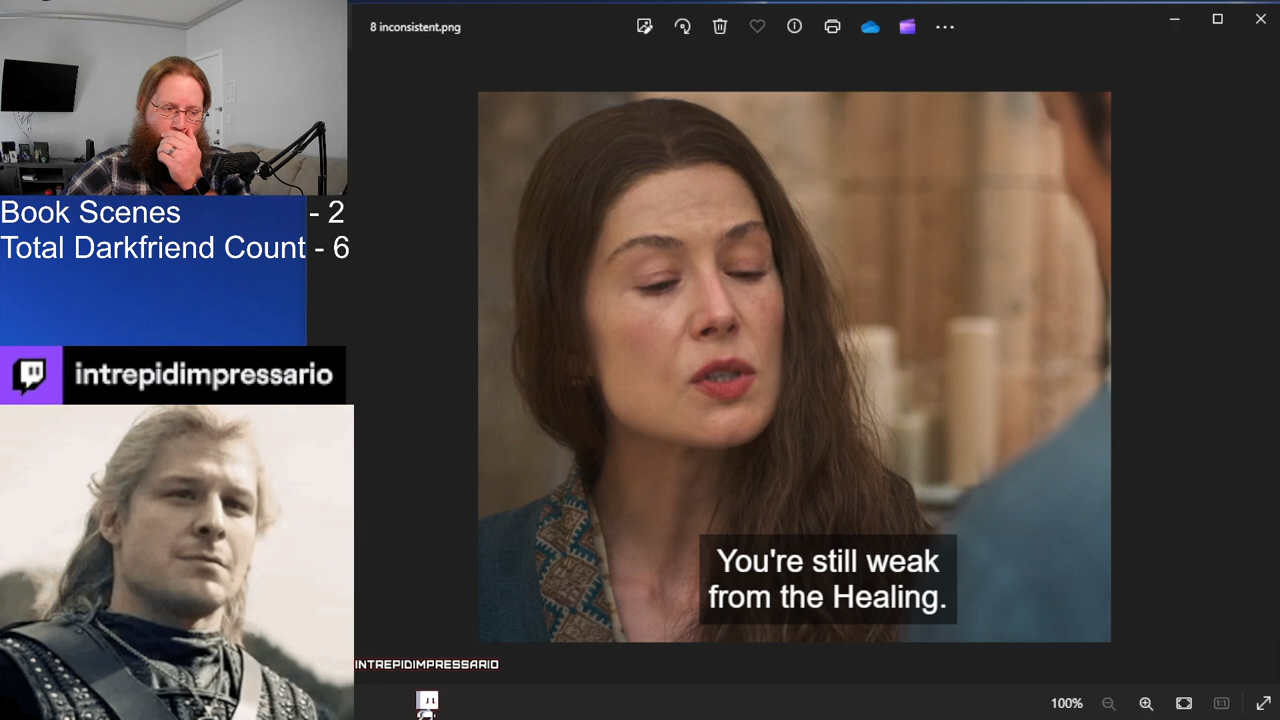 8 inconsistent.png
Book Scenes - 2
Total Darkfriend Count - 6
intrepidimpressario
You're still weak
from the Healing.
INTREPIDIMPRESSARIO
100%